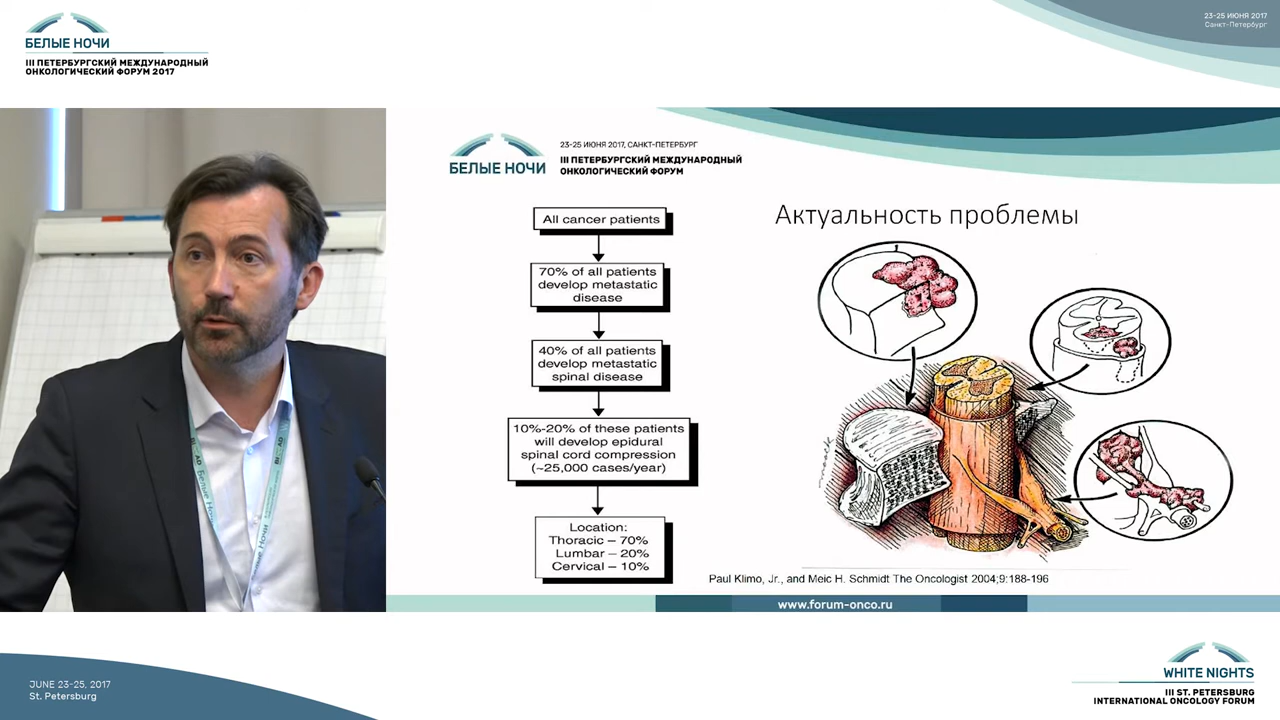 БЕЛЫЕ НОЧИ
III ПЕТЕРБУРГСКИЙ МЕЖДУНАРОДНЫЙ
ОНКОЛОГИЧЕСКИЙ ФОРУМ 2017
23-25 ИЮНЯ 2017
Санкт-Петербург
БЕЛЫЕ НОЧИ
23-25 ИЮНЯ 2017, САНКТ-ПЕТЕРБУРГ
III ПЕТЕРБУРГСКИЙ МЕЖДУНАРОДНЫЙ
ОНКОЛОГИЧЕСКИЙ ФОРУМ
Актуальность проблемы
All cancer patients
70% of all patients
develop metastatic
disease
40% of all patients
develop metastatic
spinal disease
10%-20% of these patients
will develop epidural
spinal cord compression
(~25,000 cases/year)
Location:
Thoracic – 70%
Lumbar – 20%
Cervical – 10%
Paul Klimo, Jr., and Meic H. Schmidt The Oncologist 2004;9:188-196
www.forum-onco.ru
Белые Ночи
JUNE 23-25, 2017
St. Petersburg
WHITE NIGHTS
III ST. PETERSBURG
INTERNATIONAL ONCOLOGY FORUM